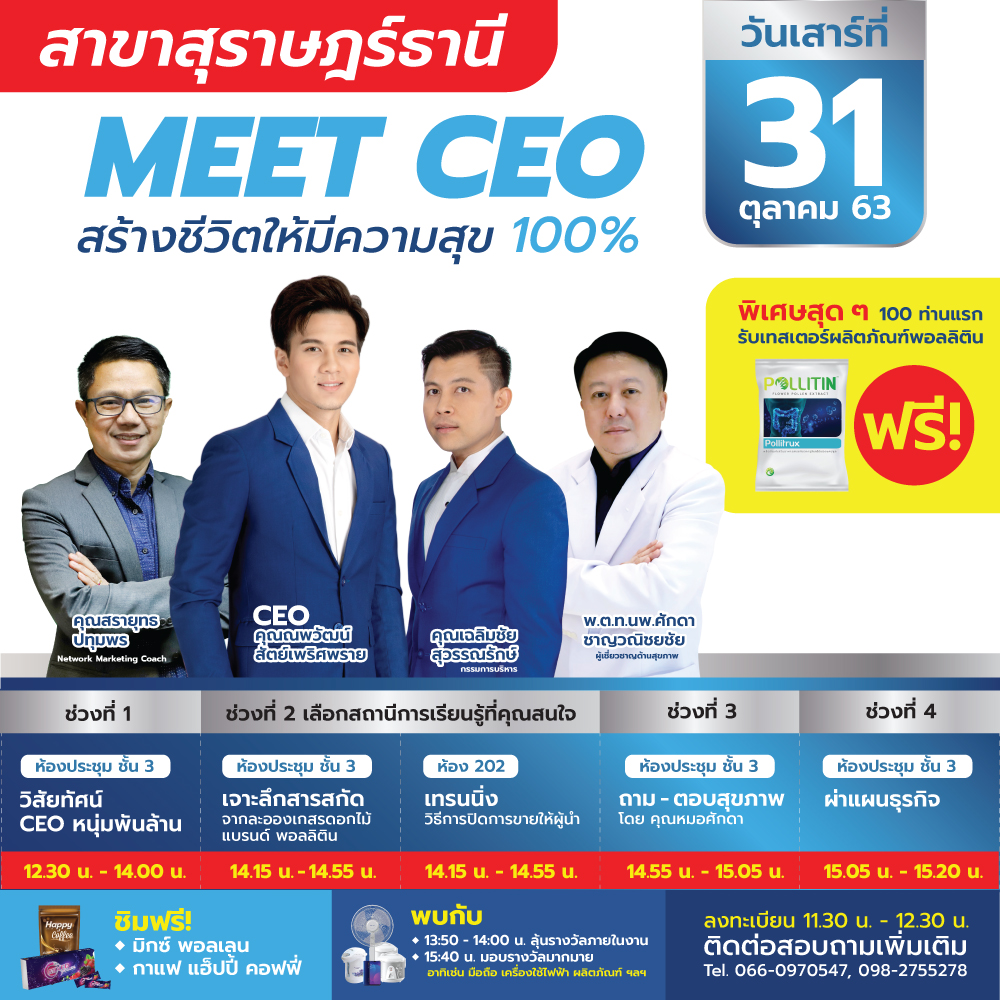 สาขาสุราษฎร์ธานี
MEET CEO
สร้างชีวิตให้มีความสุข 100%
วันเสาร์ที่
31
ตุลาคม 63
พิเศษสุด ๆ 100 ท่านแรก
รับเทสเตอร์ผลิตภัณฑ์พอลลิติน
POLLITIN
FLOWER POLLEN EXTRACT
Pollitrux
ฟรี!
คุณสรายุทธ
ปทุมพร
Network Marketing Coach
CEO
คุณณพวัฒน์
สัตย์เพริศพราย
คุณเฉลิมชัย
สุวรรณรักษ์
กรรมการบริหาร
พ.ต.ท.นพ.ศักดา
ชาญวณิชยชัย
ผู้เชี่ยวชาญด้านสุขภาพ
ช่วงที่ 1
ห้องประชุม ชั้น 3
วิสัยทัศน์
CEO หนุ่มพันล้าน
12.30 น. - 14.00 น.
ช่วงที่ 2 เลือกสถานีการเรียนรู้ที่คุณสนใจ
ห้องประชุม ชั้น 3
เจาะลึกสารสกัด
จากละอองเกสรดอกไม้
แบรนด์ พอลลิติน
14.15 น. - 14.55 น.
ห้อง 202
เทรนนิ่ง
วิธีการปิดการขายให้ผู้นำ
14.15 น. - 14.55 น.
ช่วงที่ 3
ห้องประชุม ชั้น 3
ถาม - ตอบสุขภาพ
โดย คุณหมอศักดา
14.55 น. - 15.05 น.
ช่วงที่ 4
ห้องประชุม ชั้น 3
ผ่าแผนธุรกิจ
15.05 น. - 15.20 น.
Happy
Coffee
ชิมฟรี!
◆ มิกซ์ พอลเลน
◆ กาแฟ แฮ็ปปี้ คอฟฟี่
พบกับ
◆ 13:50 - 14:00 น. ลุ้นรางวัลภายในงาน
◆ 15:40 น. มอบรางวัลมากมาย
อาทิเช่น มือถือ เครื่องใช้ไฟฟ้า ผลิตภัณฑ์ ฯลฯ
ลงทะเบียน 11.30 น. - 12.30 น.
ติดต่อสอบถามเพิ่มเติม
Tel. 066-0970547, 098-2755278